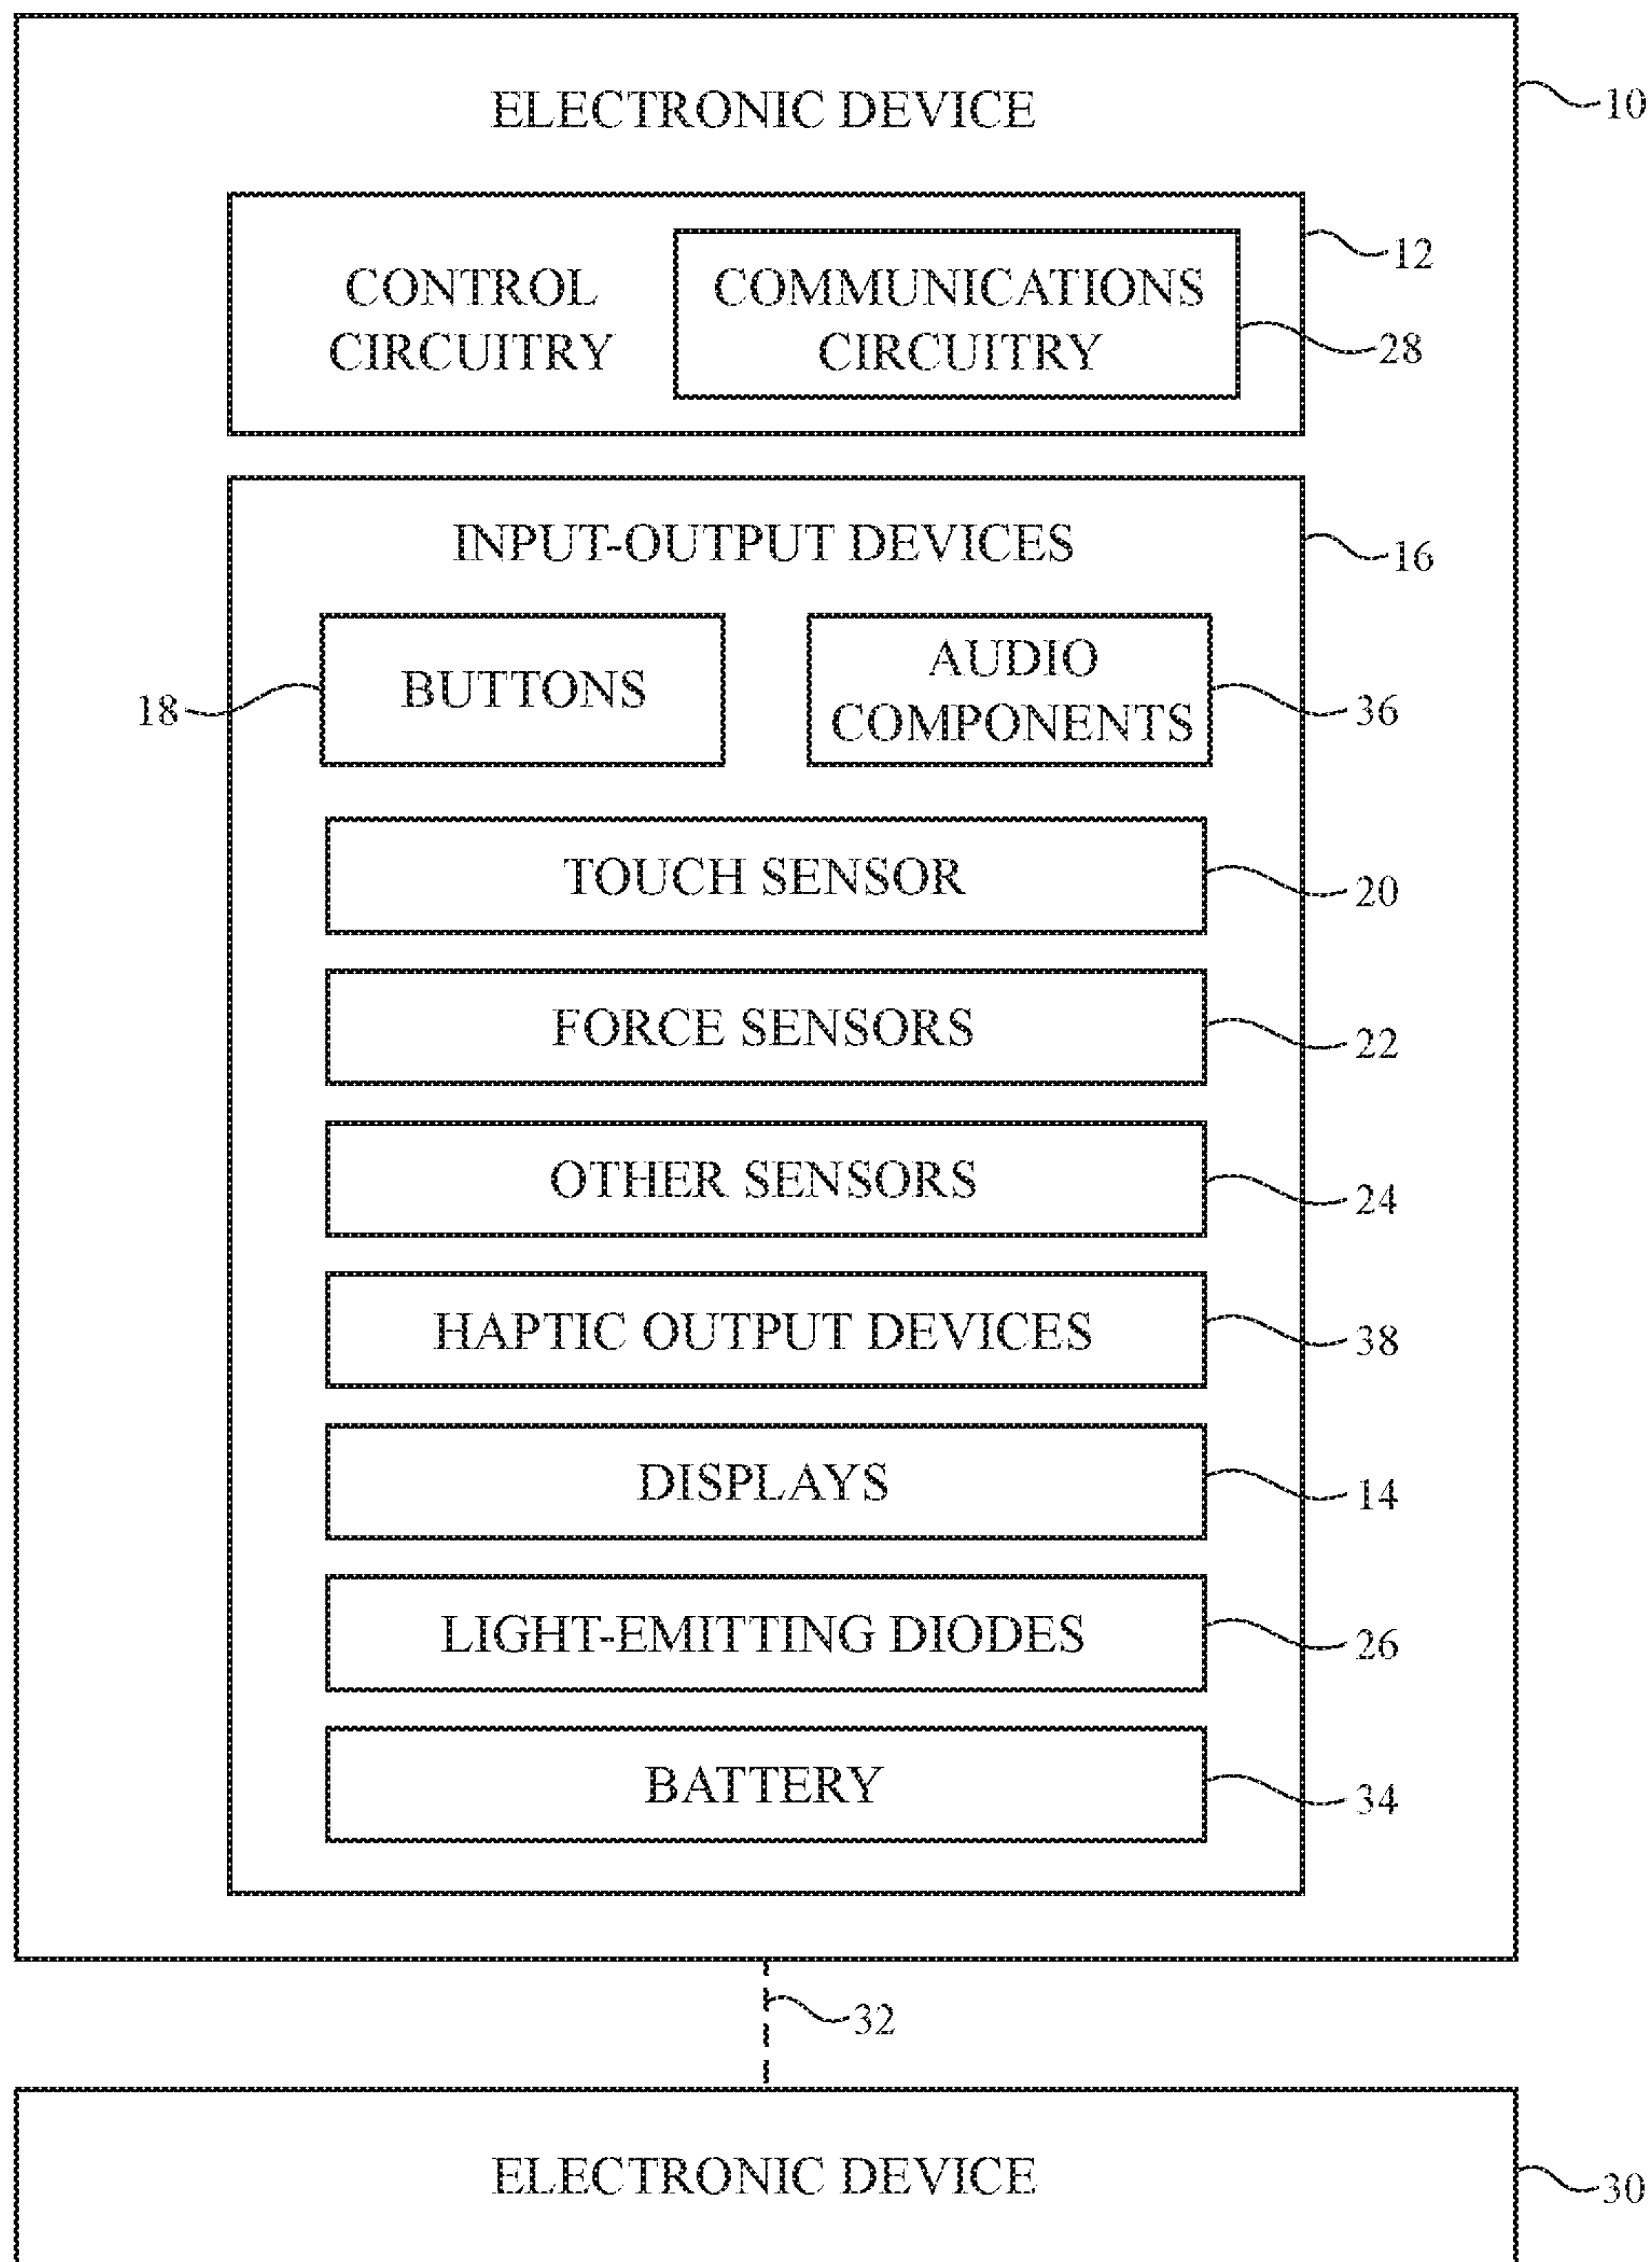 ELECTRONIC DEVICE
10
CONTROL
CIRCUITRY
COMMUNICATIONS
CIRCUITRY
12
28
INPUT-OUTPUT DEVICES
16
18
BUTTONS
AUDIO
COMPONENTS
36
TOUCH SENSOR
20
FORCE SENSORS
22
OTHER SENSORS
24
HAPTIC OUTPUT DEVICES
38
DISPLAYS
14
LIGHT-EMITTING DIODES
26
BATTERY
34
32
ELECTRONIC DEVICE
30